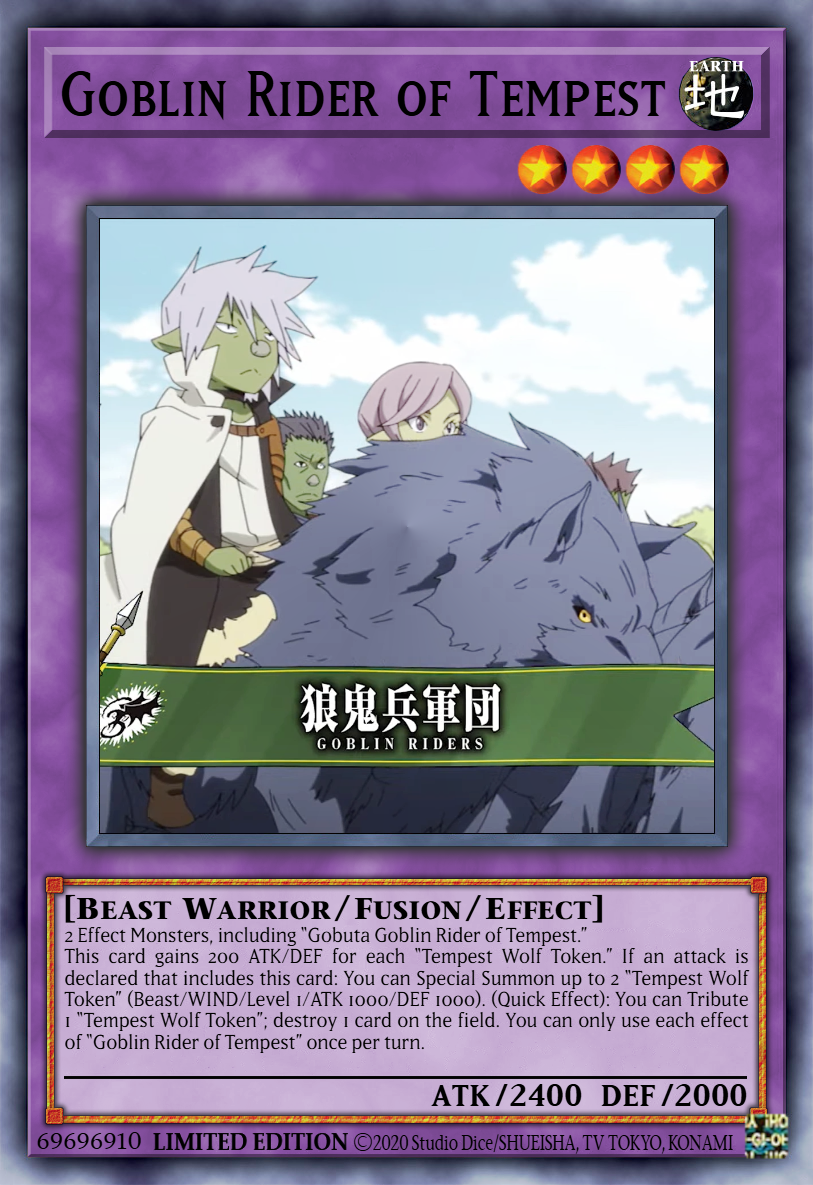 Goblin Rider of Tempest
EARTH
地
狼鬼兵軍団
GOBLIN RIDERS
[Beast Warrior/Fusion/Effect]
2 Effect Monsters, including "Gobuta Goblin Rider of Tempest."
This card gains 200 ATK/DEF for each "Tempest Wolf Token." If an attack is
declared that includes this card: You can Special Summon up to 2 "Tempest Wolf
Token" (Beast/WIND/Level 1/ATK 1000/DEF 1000). (Quick Effect): You can Tribute
1 "Tempest Wolf Token"; destroy 1 card on the field. You can only use each effect
of "Goblin Rider of Tempest" once per turn.
ATK/2400 DEF/2000
69696910 LIMITED EDITION ©2020 Studio Dice/SHUEISHA, TV TOKYO, KONAMI